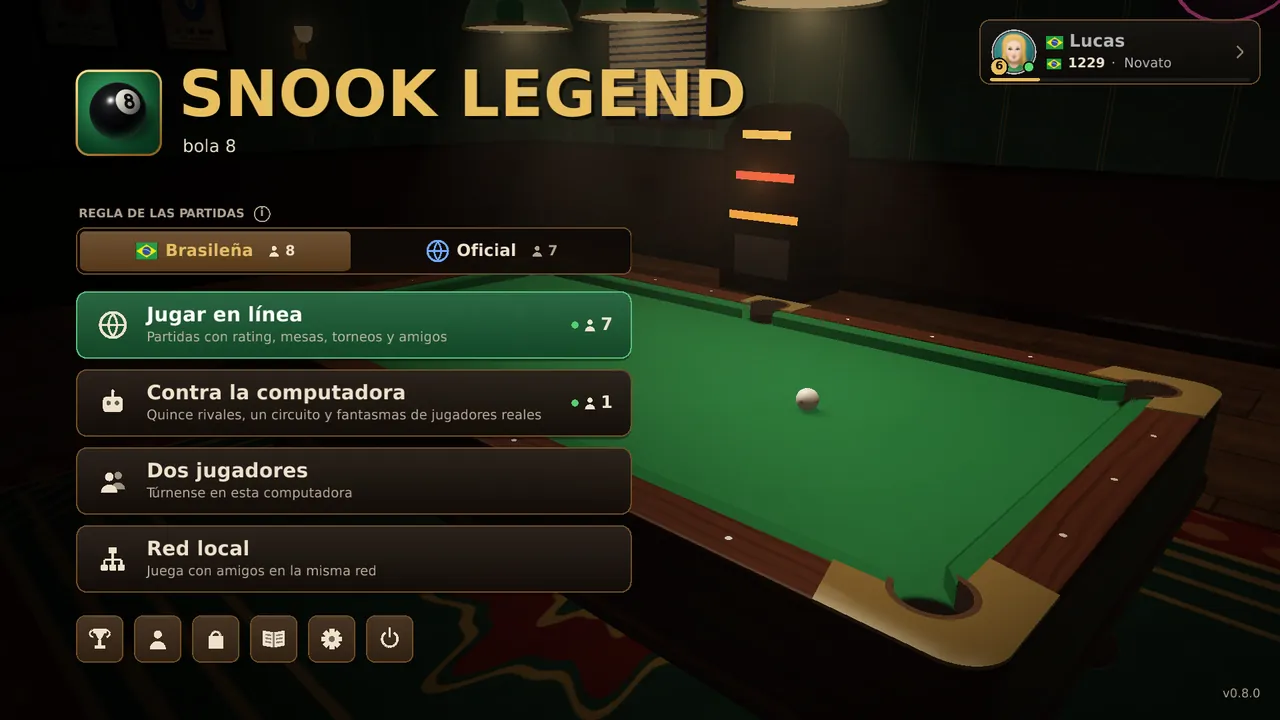 8
SNOOK LEGEND
bola 8
6
Lucas
1229 · Novato
REGLA DE LAS PARTIDAS
Brasileña 8
Oficial 7
Jugar en línea
Partidas con rating, mesas, torneos y amigos
7
Contra la computadora
Quince rivales, un circuito y fantasmas de jugadores reales
1
Dos jugadores
Túrnense en esta computadora
Red local
Juega con amigos en la misma red
v0.8.0